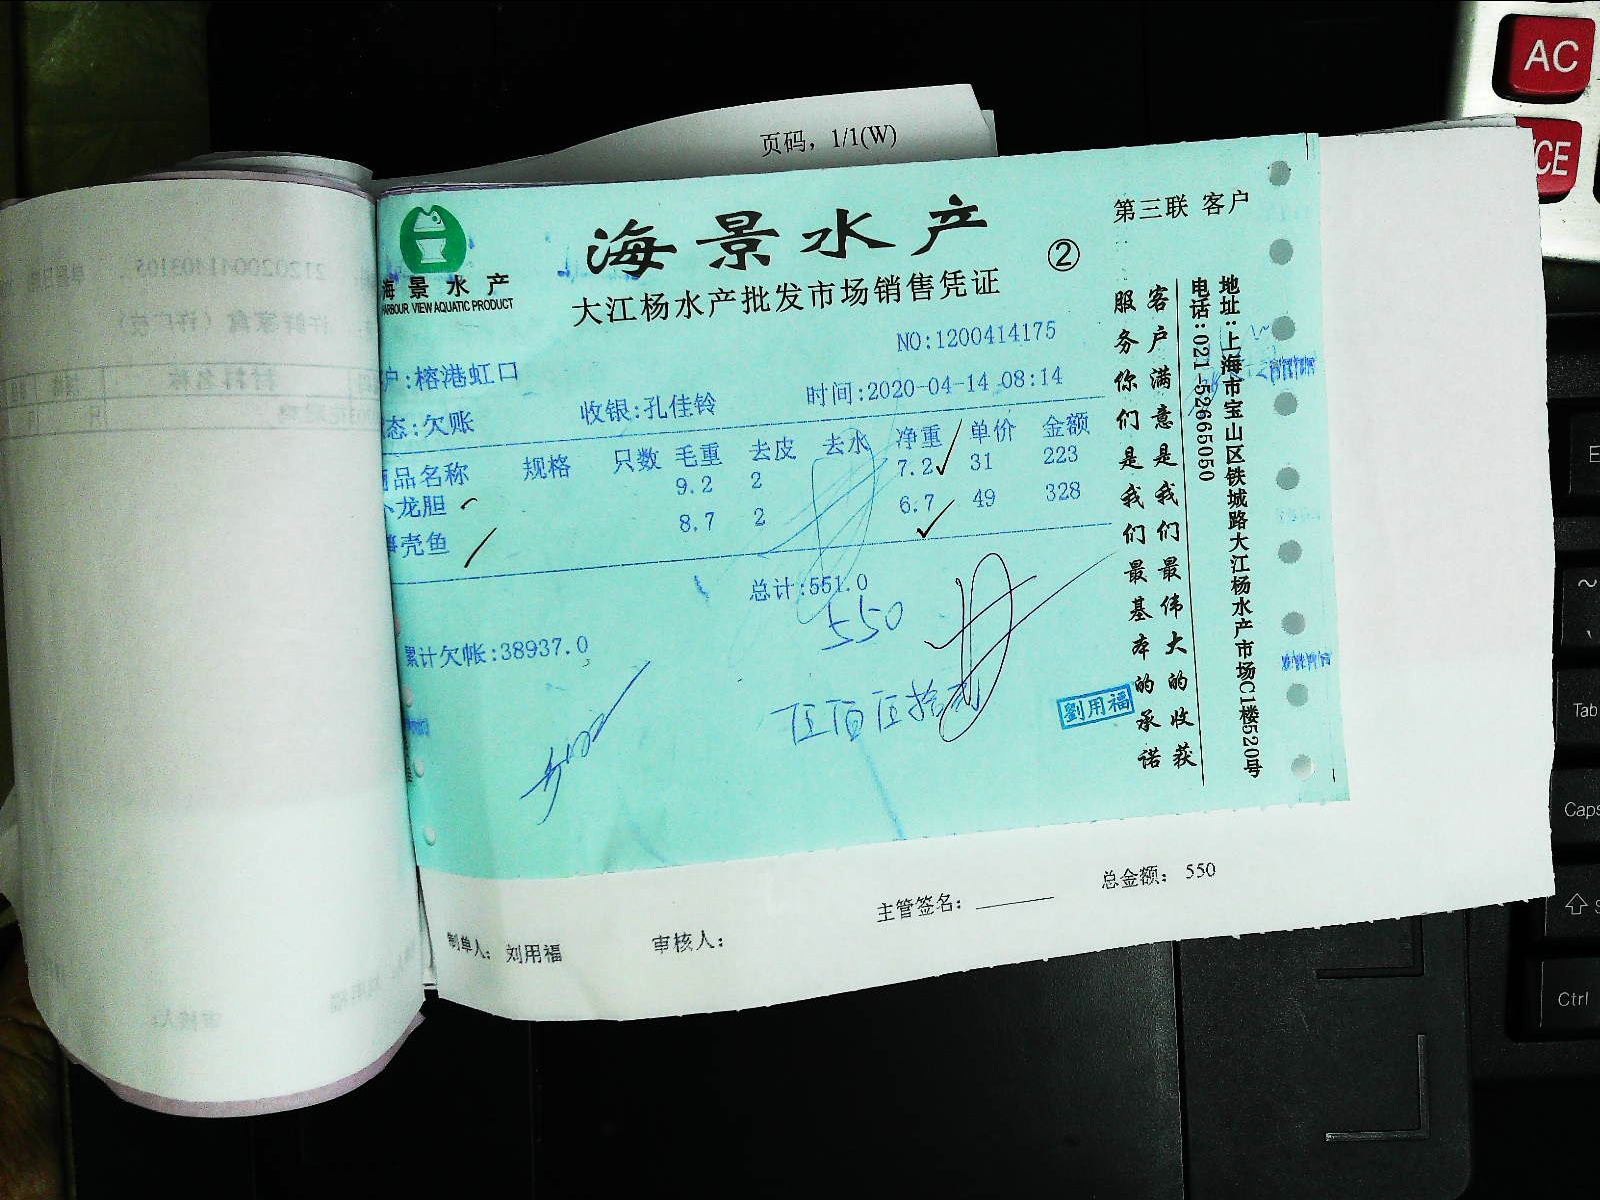 页码，1/1(W)
海景水产
HARBOUR VIEW AQUATIC PRODUCT
海景水产
大江杨水产批发市场销售凭证
②
第三联 客户
NO:1200414175
户:榕港虹口
态:欠账
收银:孔佳铃
时间:2020-04-14 08:14
品名称 规格 只数 毛重 去皮 去水 净重 单价 金额
龙胆 9.2 2 7.2 31 223
壳鱼 8.7 2 6.7 49 328
总计:551.0
550
累计欠帐:38937.0
伍佰伍拾
劉用福
客户满意是我们最伟大的收获
服务你们是我们最基本的承诺
地址:上海市宝山区铁城路大江杨水产市场C1楼520号
电话:021-52665050
制单人: 刘用福
审核人:
主管签名:
总金额: 550
AC
CE
Tab
Caps
Ctrl